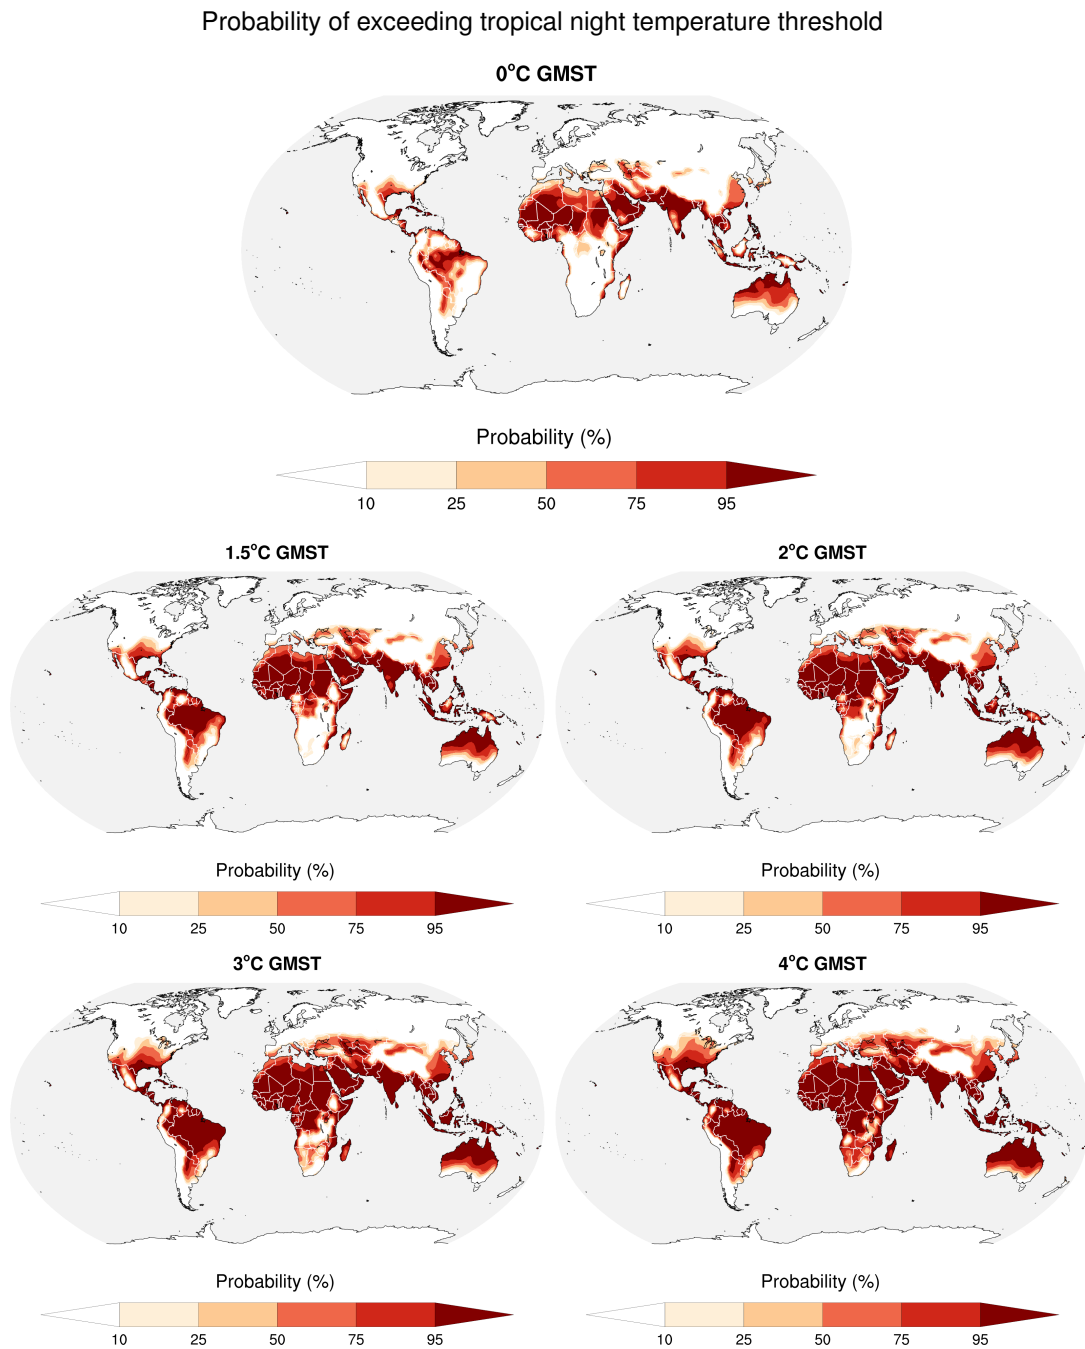 Probability of exceeding tropical night temperature threshold
0°C GMST
Probability (%)
10 25 50 75 95
1.5°C GMST 2°C GMST
Probability (%) Probability (%)
10 25 50 75 95 10 25 50 75 95
3°C GMST 4°C GMST
Probability (%) Probability (%)
10 25 50 75 95 10 25 50 75 95